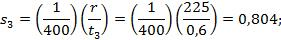 s₃ = (1/400)(r/t₃) = (1/400)(225/0,6) = 0,804;